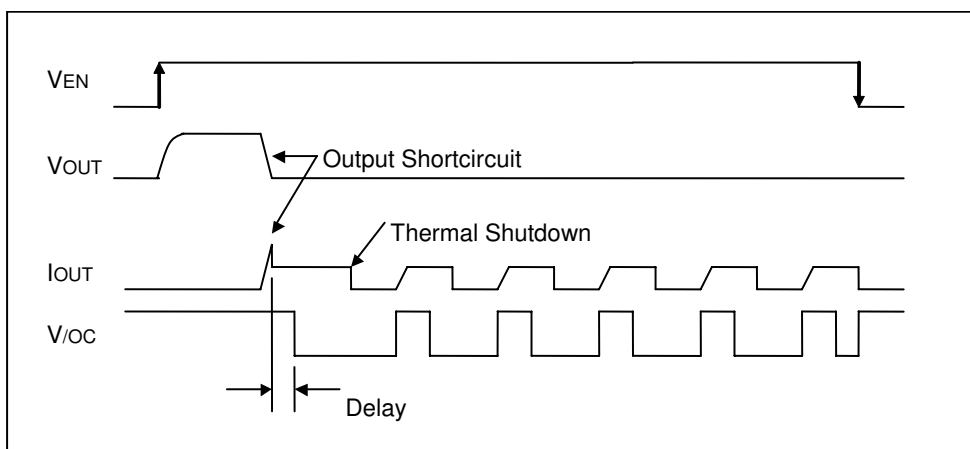 VEN
VOUT
Output Shortcircuit
Thermal Shutdown
IOUT
V/OC
Delay